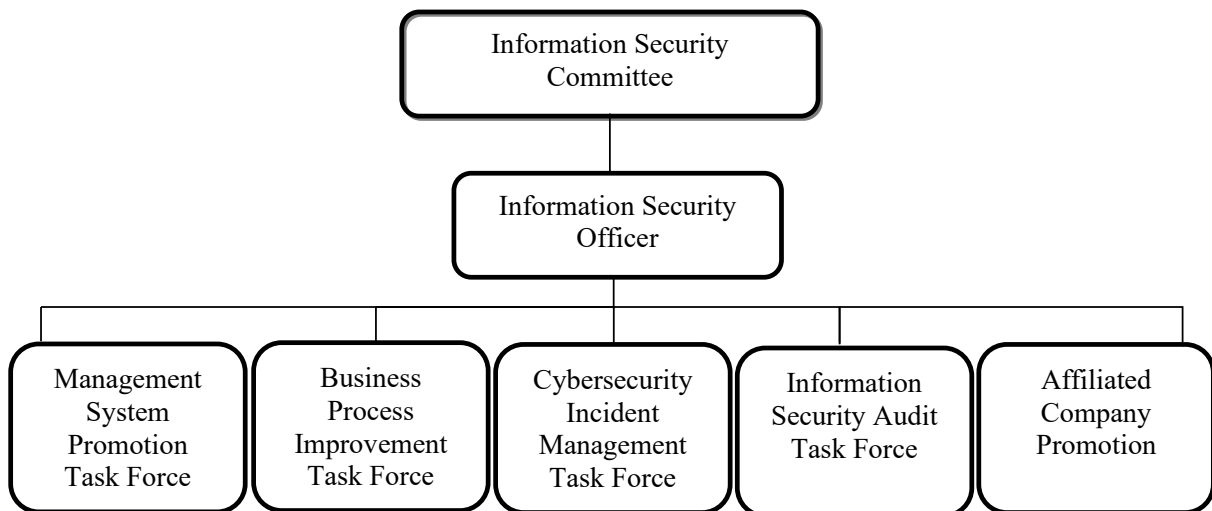 Information Security
Committee
Information Security
Officer
Management
System
Promotion
Task Force
Business
Process
Improvement
Task Force
Cybersecurity
Incident
Management
Task Force
Information
Security Audit
Task Force
Affiliated
Company
Promotion